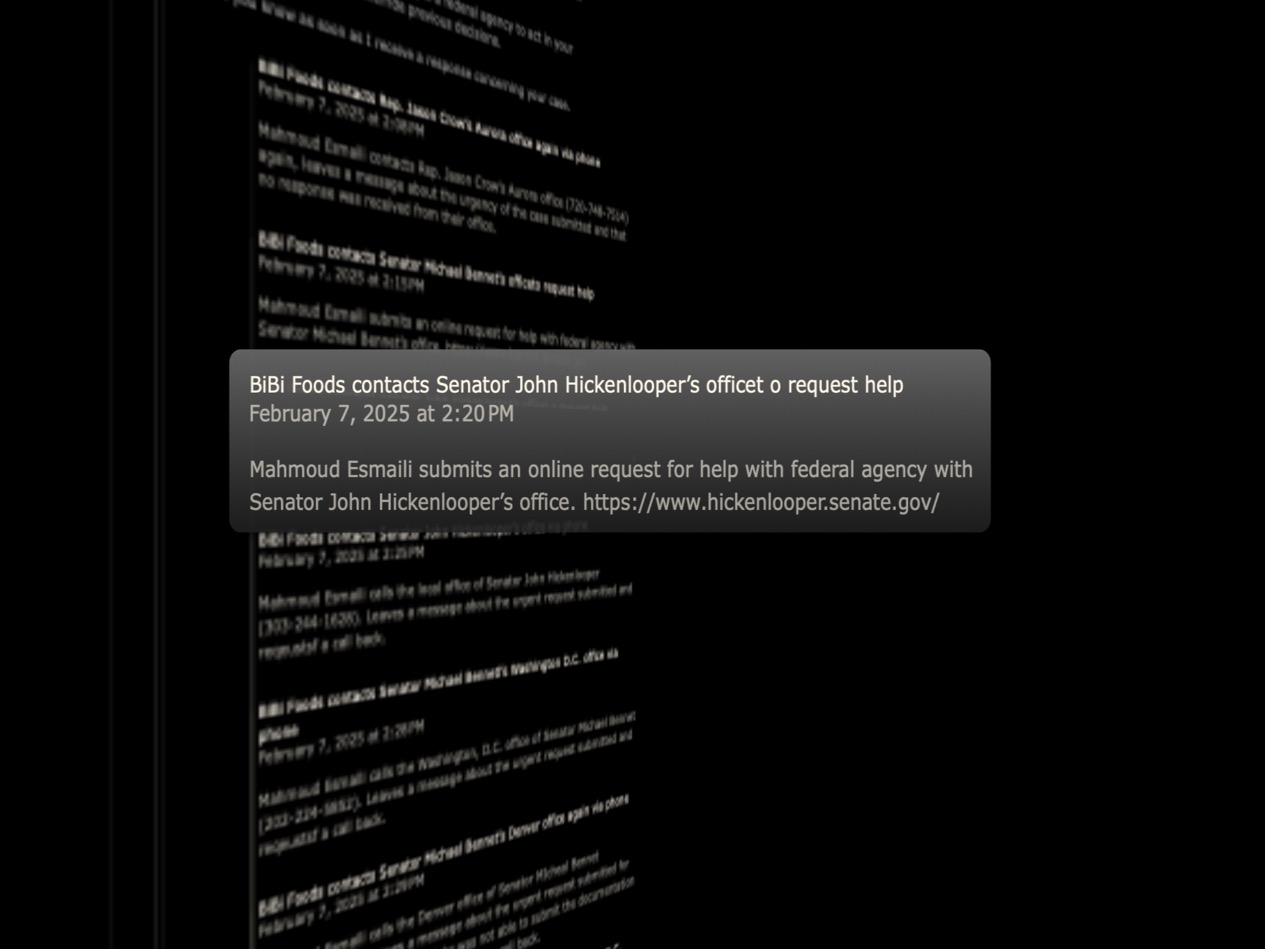 a federal agency to act in your
previous decisions.
you know as soon as I receive a response concerning your case.
BiBi Foods contacts Rep. Jason Crow's Aurora office again via phone
February 7, 2025 at 2:08PM
Mahmoud Esmaili contacts Rep. Jason Crow's Aurora office (720-748-7514)
again, leaves a message about the urgency of the case submitted and that
no response was received from their office.
BiBi Foods contacts Senator Michael Bennet's officeto request help
February 7, 2025 at 2:15PM
Mahmoud Esmaili submits an online request for help with federal agency with
Senator Michael Bennet's office.
BiBi Foods contacts Senator John Hickenlooper’s officet o request help
February 7, 2025 at 2:20 PM
Mahmoud Esmaili submits an online request for help with federal agency with
Senator John Hickenlooper’s office. https://www.hickenlooper.senate.gov/
BiBi Foods contacts Senator John Hickenlooper's office via phone
February 7, 2025 at 2:25PM
Mahmoud Esmaili calls the local office of Senator John Hickenlooper
(303-244-1628). Leaves a message about the urgent request submitted and
a call back.
BiBi Foods contacts Senator Michael Bennet's Washington D.C. office via
phone
February 7, 2025 at 2:28PM
Mahmoud Esmaili calls the Washington, D.C. office of Senator Michael Bennet
(202-224-5852). Leaves a message about the urgent request submitted and
a call back.
BiBi Foods contacts Senator Michael Bennet's Denver office again via phone
February 7, 2025 at 2:29PM
Esmaili calls the Denver office of Senator Michael Bennet
a message about the urgent request submitted for
was not able to submit the documentation
call back.